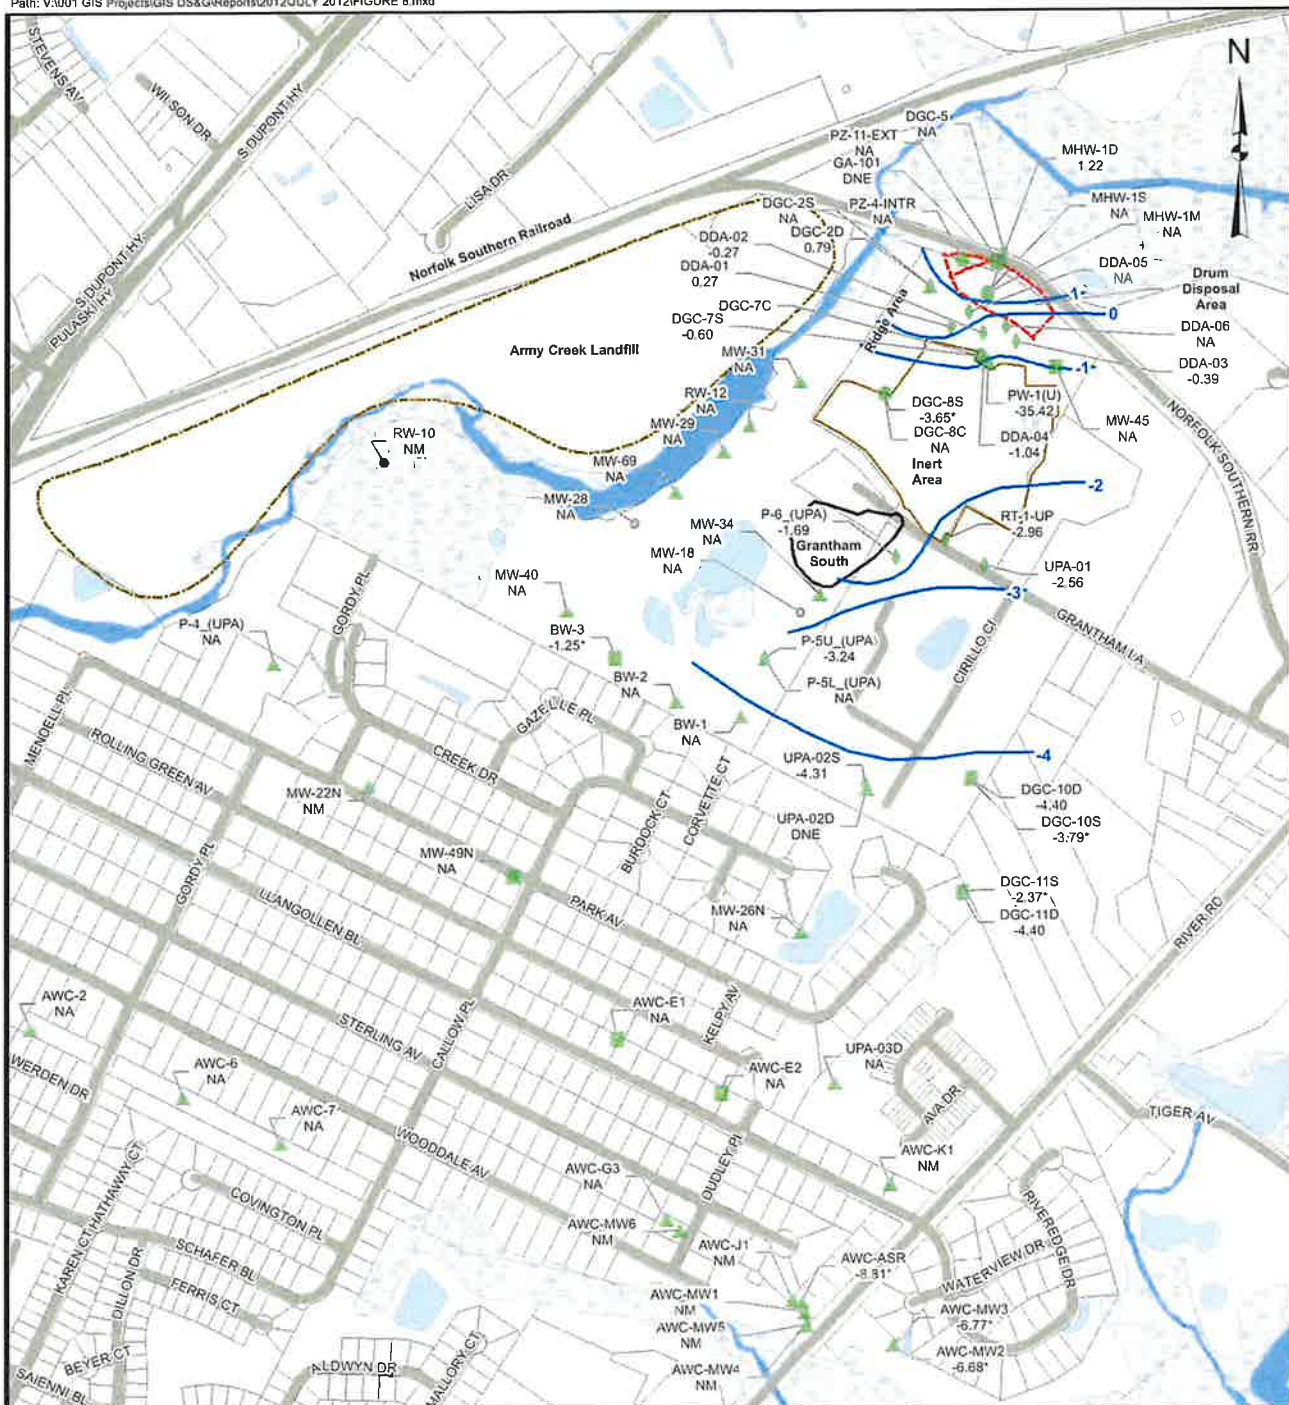 Path: V:\001 GIS Projects\GIS DS&G\Reports\2012\JULY 2012\FIGURE 8.mxd
N
STEVENS AV
WILSON DR
S DUPONT HY
LISA DR
S DUPONT HY
PULASKI HY
Norfolk Southern Railroad
Army Creek Landfill
DGC-5
NA
PZ-11-EXT
NA
GA-101
DNE
MHW-1D
1.22
DGC-2S
NA
PZ-4-INTR
NA
MHW-1S
NA
MHW-1M
NA
DGC-2D
0.79
DDA-02
-0.27
DDA-01
0.27
DDA-05
NA
Drum
Disposal
Area
DGC-7C
DGC-7S
-0.60
Ridge Area
1*
0
-1*
DDA-06
NA
DDA-03
-0.39
MW-31
NA
RW-12
NA
MW-29
NA
DGC-8S
-3.65*
DGC-8C
NA
PW-1(U)
-35.42
DDA-04
-1.04
MW-45
NA
NORFOLK SOUTHERN RR
Inert
Area
RW-10
NM
MW-69
NA
MW-28
NA
-2
MW-34
NA
P-6_(UPA)
-1.69
RT-1-UP
-2.96
Grantham
South
MW-18
NA
UPA-01
-2.56
MW-40
NA
-3*
GORDY PL
P-4_(UPA)
NA
BW-3
-1.25*
P-5U_(UPA)
-3.24
P-5L_(UPA)
NA
CIRILLO CI
GRANTHAM LA
BW-2
NA
BW-1
NA
MENDELL PL
GAZELLE PL
ROLLING GREEN AV
CREEK DR
-4
UPA-02S
-4.31
CORVETTE CT
BURDOCK CT
MW-22N
NM
DGC-10D
-4.40
DGC-10S
-3.79*
UPA-02D
DNE
GORDY PL
MW-49N
NA
DGC-11S
-2.37*
DGC-11D
-4.40
LLANGOLLEN BL
PARK AV
MW-26N
NA
RIVER RD
AWC-2
NA
STERLING AV
CALLOW PL
AWC-E1
NA
KELPY AV
WERDEN DR
AWC-6
NA
AWC-E2
NA
UPA-03D
NA
AWC-7
NA
AVA DR
TIGER AV
WOODDALE AV
DUDLEY PL
AWC-K1
NM
AWC-G3
NA
KAREN CT
HATHAWAY CT
COVINGTON PL
RIVEREDGE DR
AWC-MW6
NM
SCHAFER BL
AWC-J1
NM
AWC-ASR
-8.81*
WATERVIEW DR
DILLON DR
FERRIS CT
AWC-MW1
NM
AWC-MW3
-6.77*
AWC-MW5
NM
AWC-MW2
-6.68*
BEYER CT
ALDWYN DR
MALLORY CT
AWC-MW4
NM
SAIENNI BL